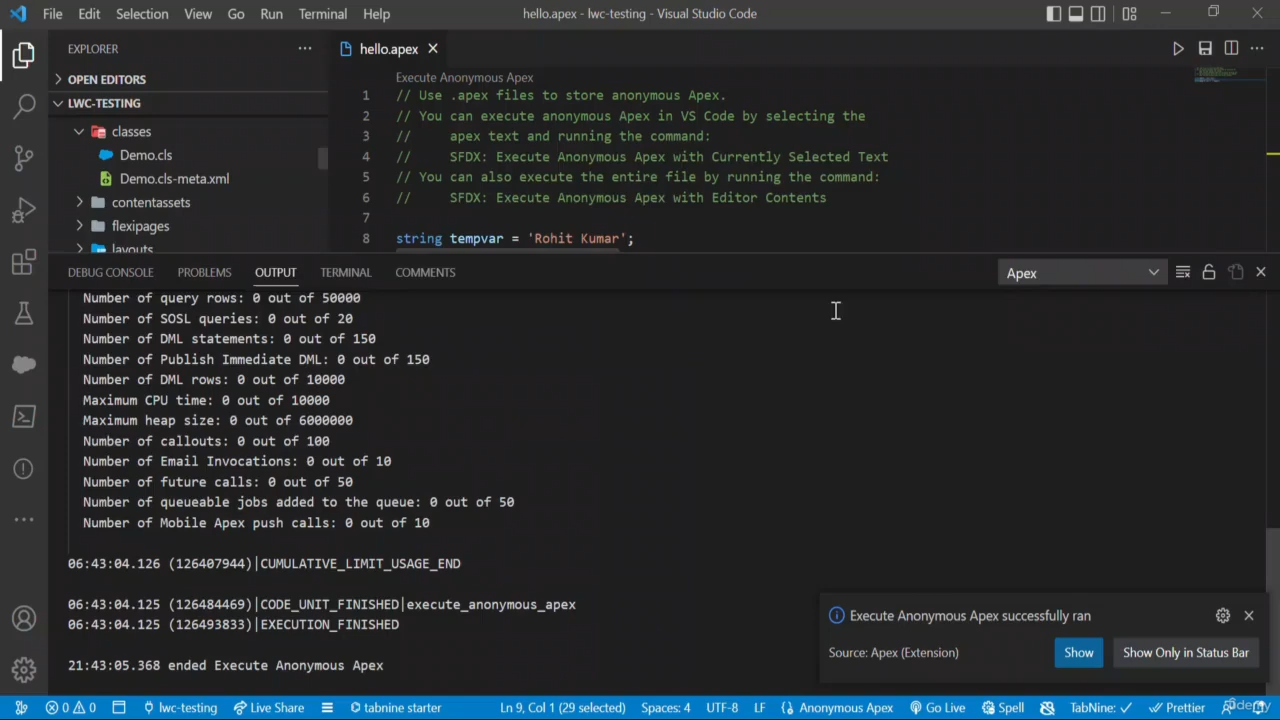 File Edit Selection View Go Run Terminal Help hello.apex - lwc-testing - Visual Studio Code
EXPLORER
hello.apex
OPEN EDITORS
LWC-TESTING
classes
Demo.cls
Demo.cls-meta.xml
contentassets
flexipages
layouts
Execute Anonymous Apex
1 // Use .apex files to store anonymous Apex.
2 // You can execute anonymous Apex in VS Code by selecting the
3 // apex text and running the command:
4 // SFDX: Execute Anonymous Apex with Currently Selected Text
5 // You can also execute the entire file by running the command:
6 // SFDX: Execute Anonymous Apex with Editor Contents
7
8 string tempvar = 'Rohit Kumar';
DEBUG CONSOLE PROBLEMS OUTPUT TERMINAL COMMENTS Apex
Number of query rows: 0 out of 50000
Number of SOSL queries: 0 out of 20
Number of DML statements: 0 out of 150
Number of Publish Immediate DML: 0 out of 150
Number of DML rows: 0 out of 10000
Maximum CPU time: 0 out of 10000
Maximum heap size: 0 out of 6000000
Number of callouts: 0 out of 100
Number of Email Invocations: 0 out of 10
Number of future calls: 0 out of 50
Number of queueable jobs added to the queue: 0 out of 50
Number of Mobile Apex push calls: 0 out of 10
06:43:04.126 (126407944)|CUMULATIVE_LIMIT_USAGE_END
06:43:04.125 (126484469)|CODE_UNIT_FINISHED|execute_anonymous_apex
06:43:04.125 (126493833)|EXECUTION_FINISHED
21:43:05.368 ended Execute Anonymous Apex
Execute Anonymous Apex successfully ran
Source: Apex (Extension) Show Show Only in Status Bar
0 0 lwc-testing Live Share tabnine starter Ln 9, Col 1 (29 selected) Spaces: 4 UTF-8 LF Anonymous Apex Go Live Spell TabNine: Prettier
Udemy